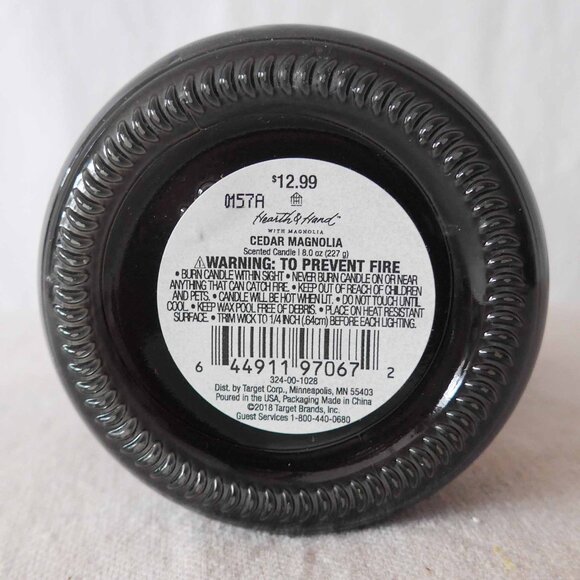 $12.99
0157A
Hearth & Hand™
WITH MAGNOLIA
CEDAR MAGNOLIA
Scented Candle | 8.0 oz (227 g)
⚠WARNING: TO PREVENT FIRE
• BURN CANDLE WITHIN SIGHT. • NEVER BURN CANDLE ON OR NEAR
ANYTHING THAT CAN CATCH FIRE. • KEEP OUT OF REACH OF CHILDREN
AND PETS. • CANDLE WILL BE HOT WHEN LIT. • DO NOT TOUCH UNTIL
COOL. • KEEP WAX POOL FREE OF DEBRIS. • PLACE ON HEAT RESISTANT
SURFACE. • TRIM WICK TO 1/4 INCH (.64cm) BEFORE EACH LIGHTING.
6 44911 97067 2
324-00-1028
Dist. by Target Corp., Minneapolis, MN 55403
Poured in the USA, Packaging Made in China
©2018 Target Brands, Inc.
Guest Services 1-800-440-0680